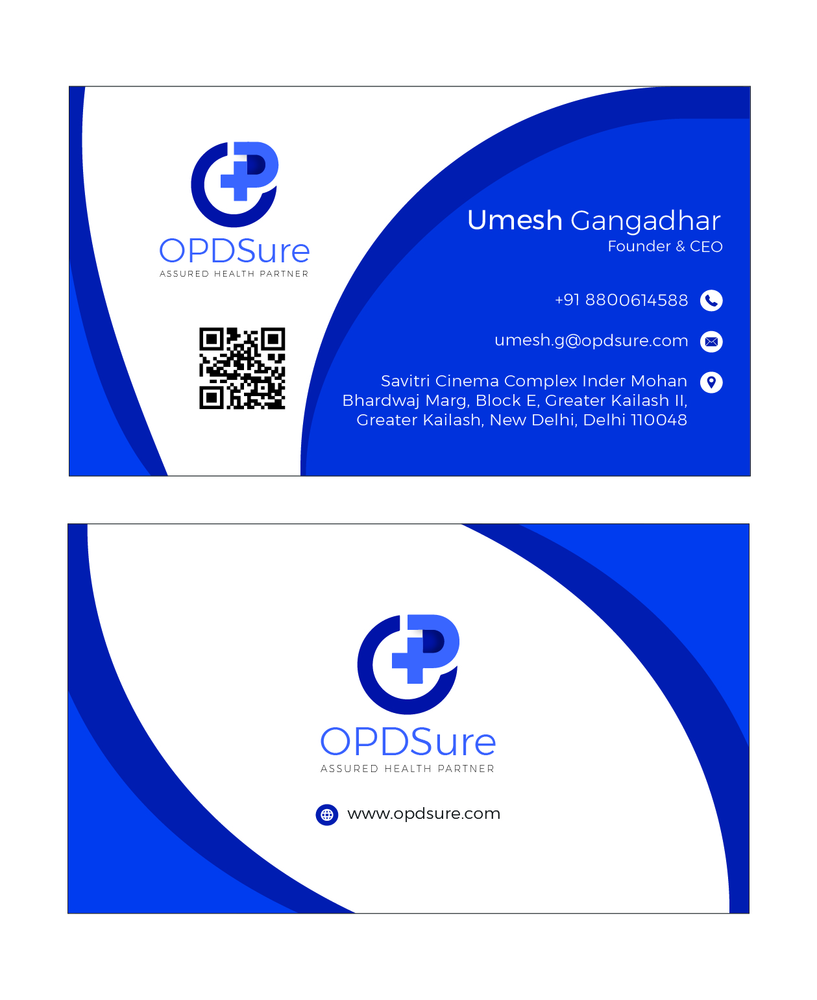 OPDSure
ASSURED HEALTH PARTNER
Umesh Gangadhar
Founder & CEO
+91 8800614588
umesh.g@opdsure.com
Savitri Cinema Complex Inder Mohan
Bhardwaj Marg, Block E, Greater Kailash II,
Greater Kailash, New Delhi, Delhi 110048
OPDSure
ASSURED HEALTH PARTNER
www.opdsure.com